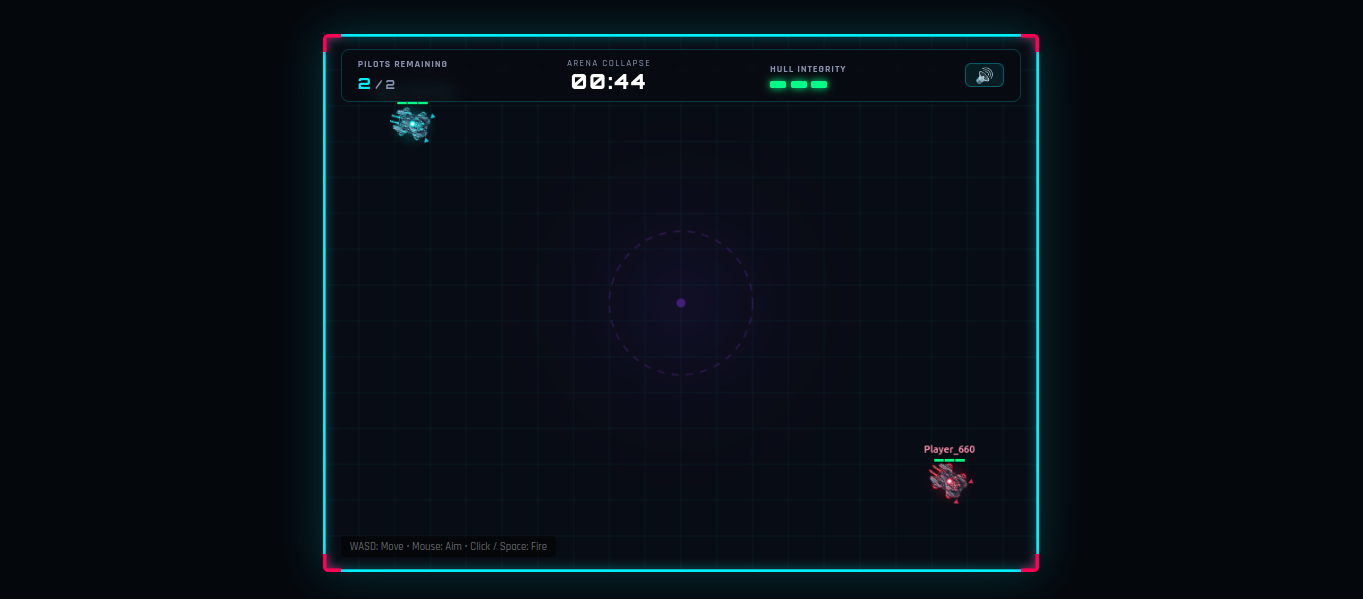 PILOTS REMAINING
2 / 2
ARENA COLLAPSE
00:44
HULL INTEGRITY
Player_660
WASD: Move • Mouse: Aim • Click / Space: Fire